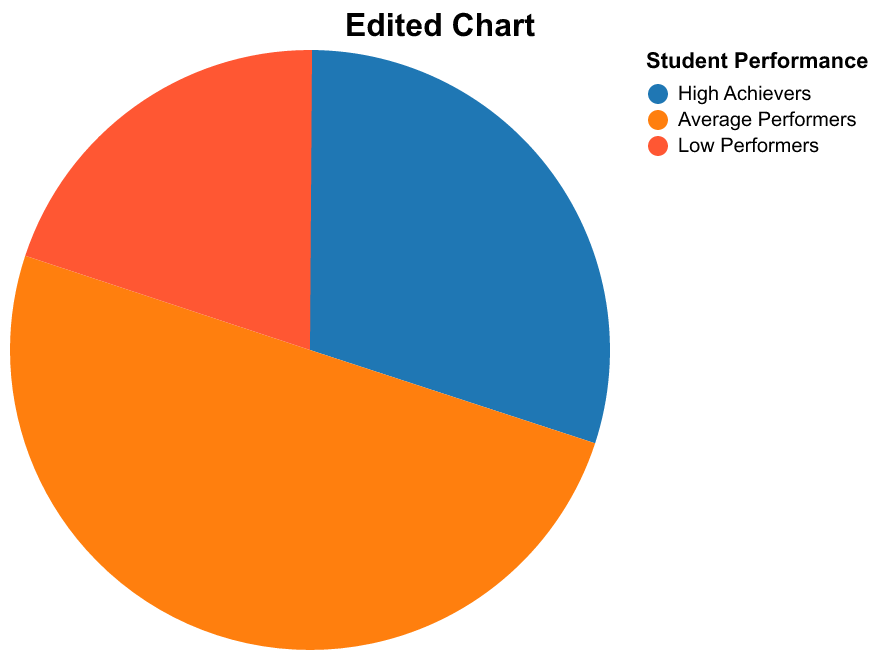 Edited Chart
Student Performance
High Achievers
Average Performers
Low Performers